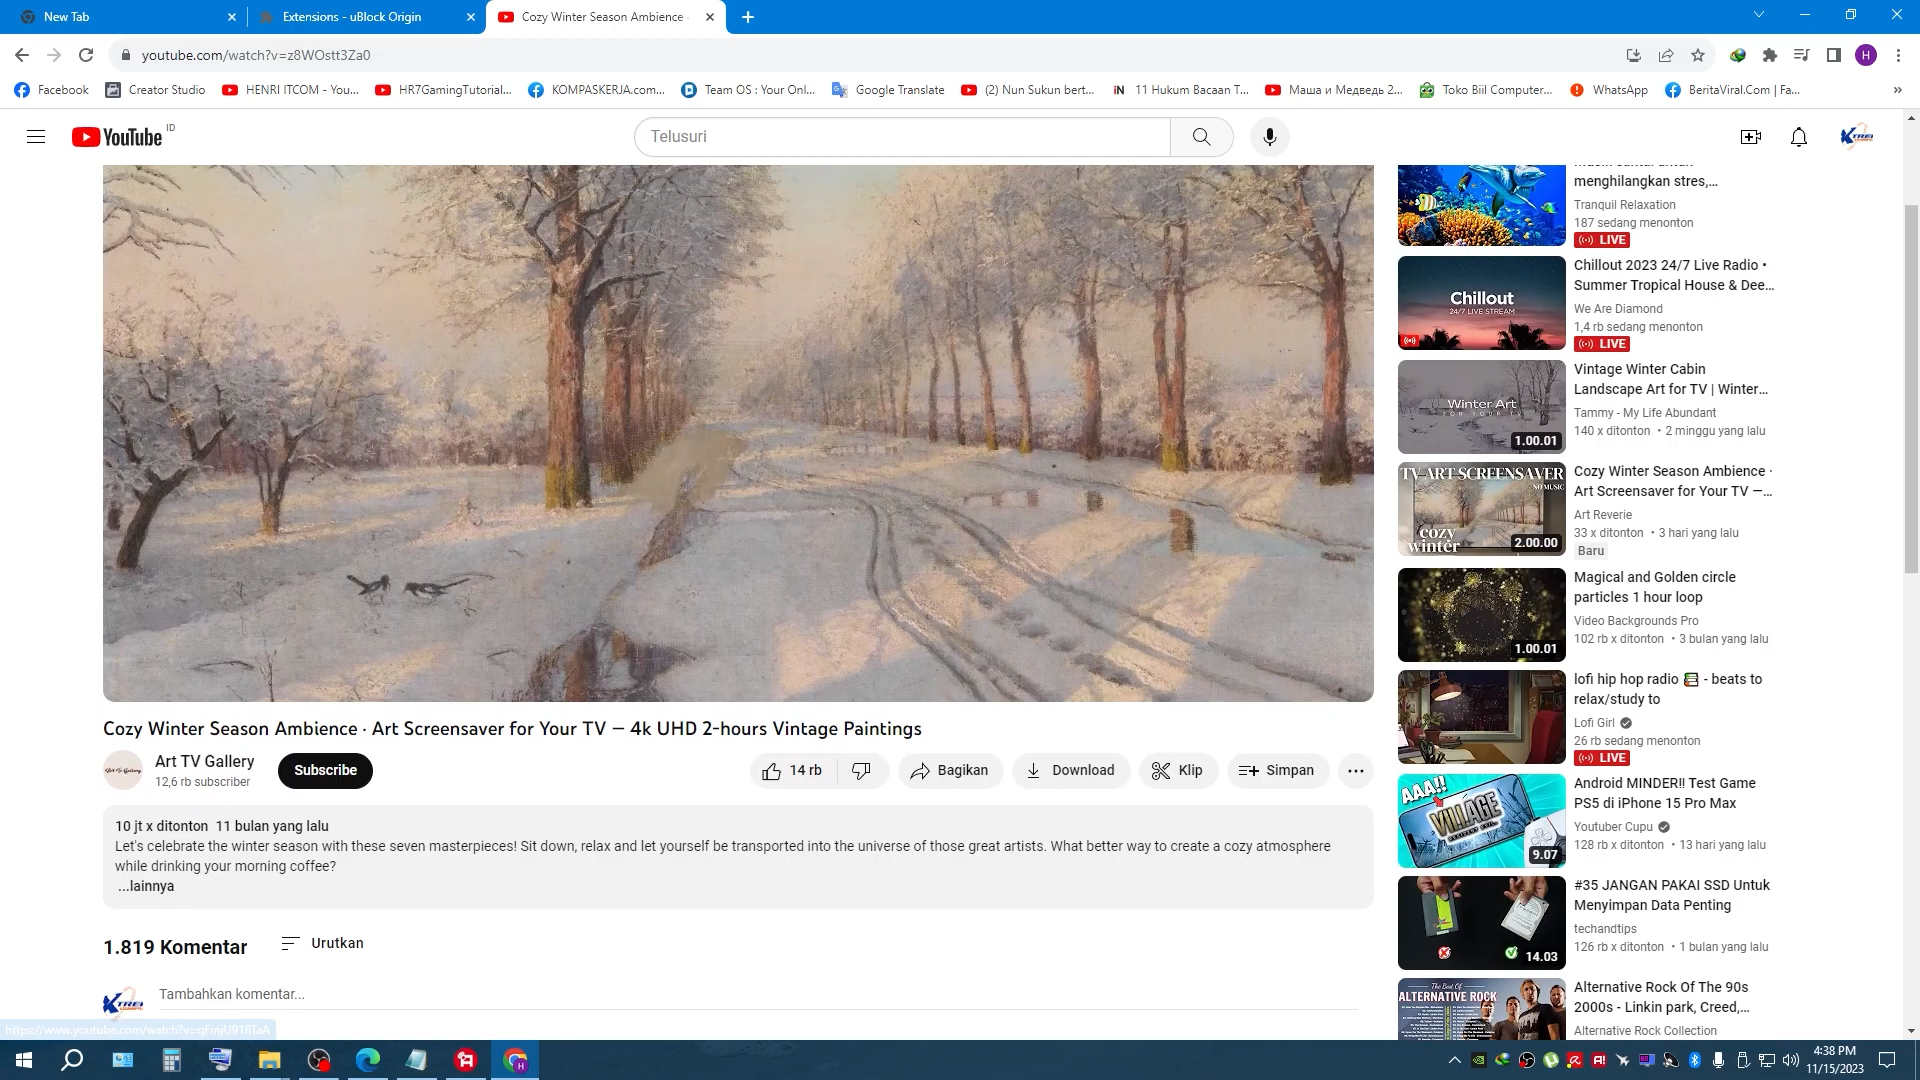 New Tab
Extensions - uBlock Origin
Cozy Winter Season Ambience ·
youtube.com/watch?v=z8WOstt3Za0
H
Facebook
Creator Studio
HENRI ITCOM - You...
HR7GamingTutorial...
KOMPASKERJA.com...
Team OS : Your Onl...
Google Translate
(2) Nun Sukun bert...
iN 11 Hukum Bacaan T...
Маша и Медведь 2...
Toko Biil Computer...
WhatsApp
BeritaViral.Com | Fa...
YouTube ID
Telusuri
menghilangkan stres,...
Tranquil Relaxation
187 sedang menonton
LIVE
Chillout
24/7 LIVE STREAM
Chillout 2023 24/7 Live Radio •
Summer Tropical House & Dee...
We Are Diamond
1,4 rb sedang menonton
LIVE
Winter Art
FOR YOUR TV
1.00.01
Vintage Winter Cabin
Landscape Art for TV | Winter...
Tammy - My Life Abundant
140 x ditonton • 2 minggu yang lalu
TV ART SCREENSAVER
NO MUSIC
cozy
winter
2.00.00
Cozy Winter Season Ambience ·
Art Screensaver for Your TV —...
Art Reverie
33 x ditonton • 3 hari yang lalu
Baru
1.00.01
Magical and Golden circle
particles 1 hour loop
Video Backgrounds Pro
102 rb x ditonton • 3 bulan yang lalu
lofi hip hop radio 📚 - beats to
relax/study to
Lofi Girl
26 rb sedang menonton
LIVE
AAA!!
VILLAGE
9.07
Android MINDER!! Test Game
PS5 di iPhone 15 Pro Max
Youtuber Cupu
128 rb x ditonton • 13 hari yang lalu
14.03
#35 JANGAN PAKAI SSD Untuk
Menyimpan Data Penting
techandtips
126 rb x ditonton • 1 bulan yang lalu
The Best Of
ALTERNATIVE ROCK
Alternative Rock Of The 90s
2000s - Linkin park, Creed,...
Alternative Rock Collection
Cozy Winter Season Ambience · Art Screensaver for Your TV — 4k UHD 2-hours Vintage Paintings
Art TV Gallery
12,6 rb subscriber
Subscribe
14 rb
Bagikan
Download
Klip
Simpan
10 jt x ditonton 11 bulan yang lalu
Let's celebrate the winter season with these seven masterpieces! Sit down, relax and let yourself be transported into the universe of those great artists. What better way to create a cozy atmosphere
while drinking your morning coffee?
...lainnya
1.819 Komentar
Urutkan
Tambahkan komentar...
4:38 PM
11/15/2023